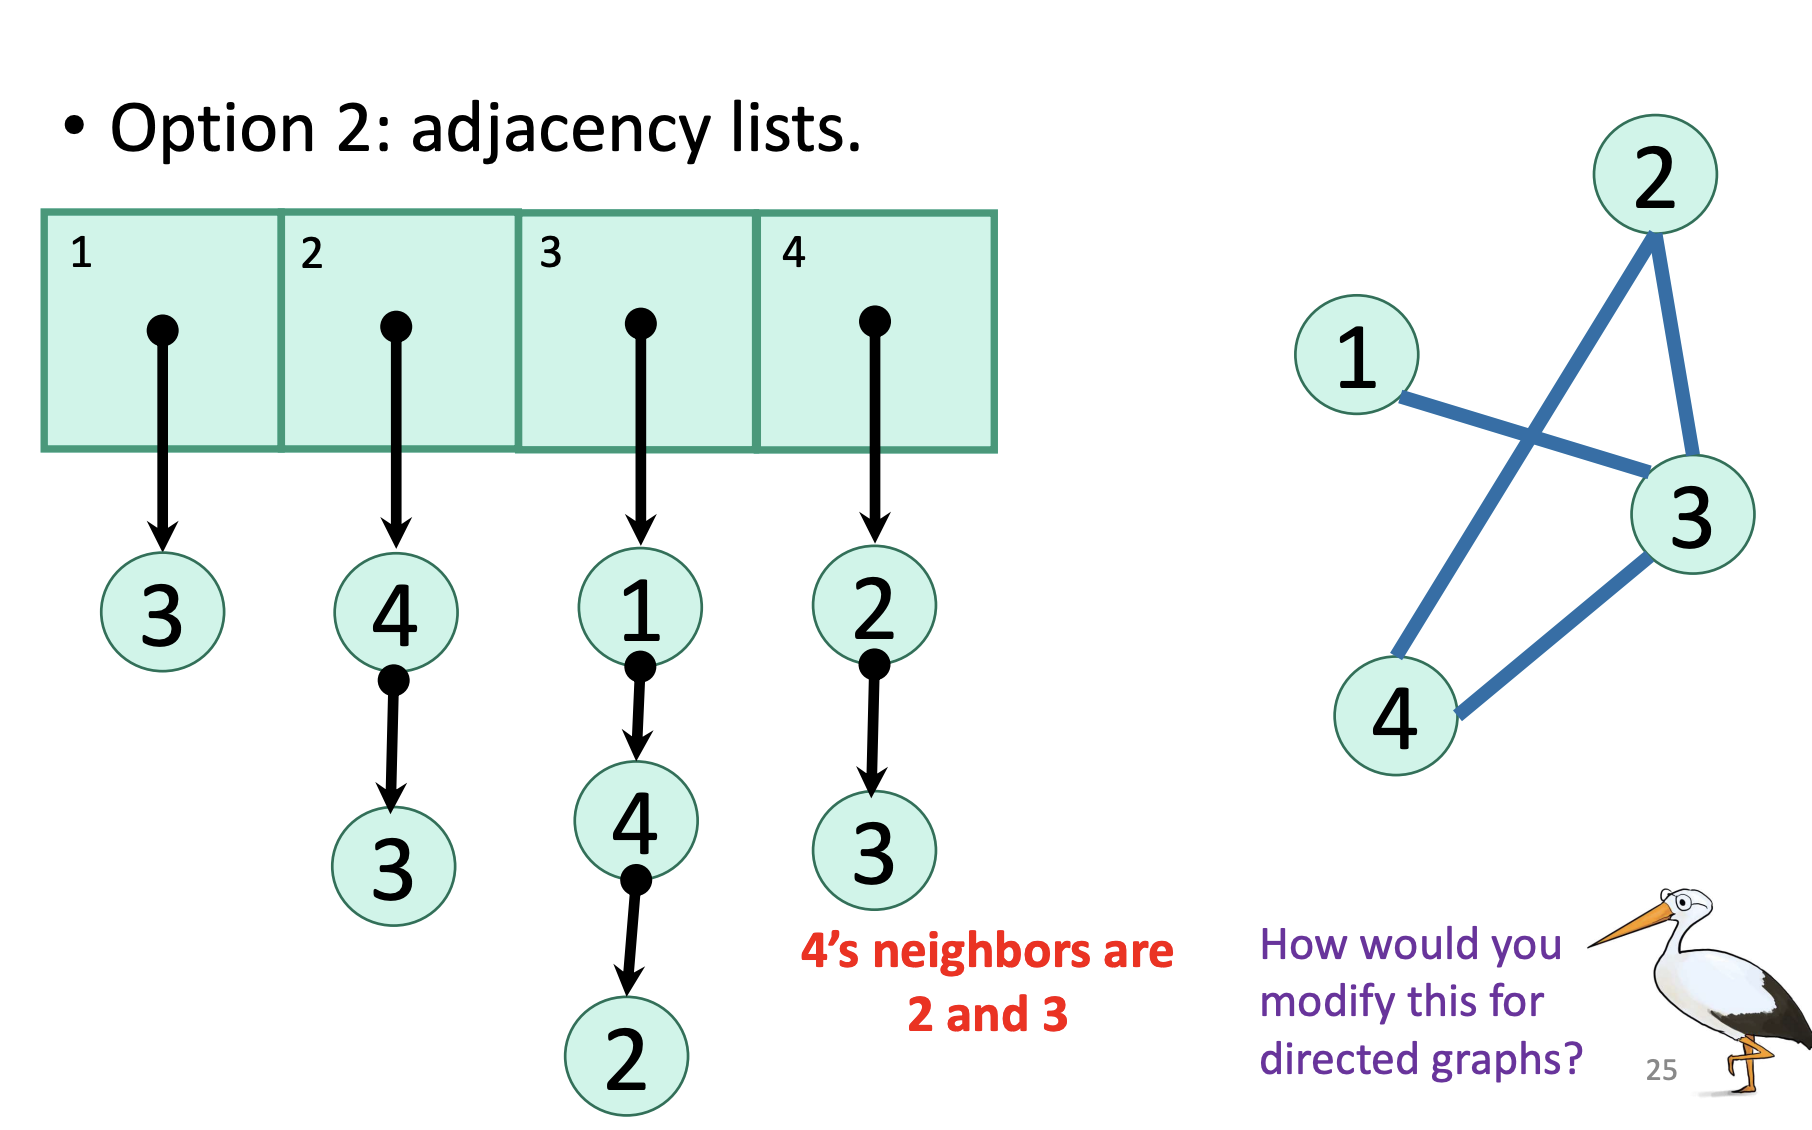 • Option 2: adjacency lists.
1 2 3 4
3 4 1 2
3 4 3
2
2
1
3
4
4’s neighbors are
2 and 3
How would you
modify this for
directed graphs?
25